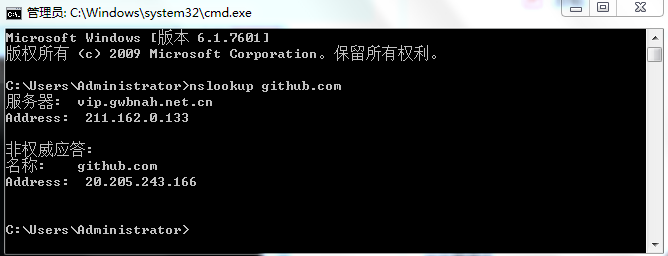 管理员: C:\Windows\system32\cmd.exe
Microsoft Windows [版本 6.1.7601]
版权所有 (c) 2009 Microsoft Corporation。保留所有权利。
C:\Users\Administrator>nslookup github.com
服务器:  vip.gwbnah.net.cn
Address:  211.162.0.133
非权威应答:
名称:    github.com
Address:  20.205.243.166
C:\Users\Administrator>